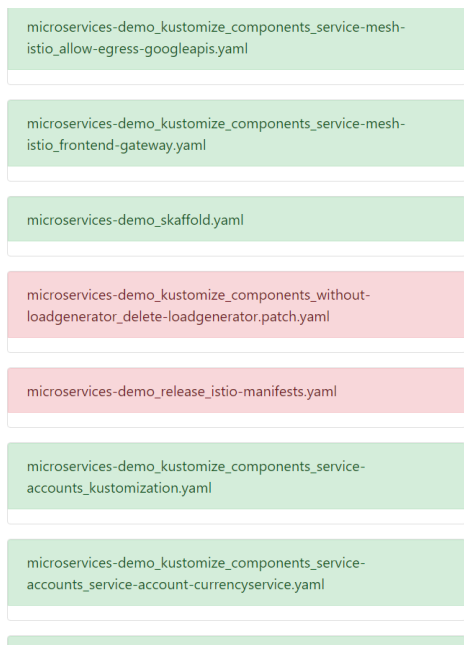 microservices-demo_kustomize_components_service-mesh-
istio_allow-egress-googleapis.yaml
microservices-demo_kustomize_components_service-mesh-
istio_frontend-gateway.yaml
microservices-demo_skaffold.yaml
microservices-demo_kustomize_components_without-
loadgenerator_delete-loadgenerator.patch.yaml
microservices-demo_release_istio-manifests.yaml
microservices-demo_kustomize_components_service-
accounts_kustomization.yaml
microservices-demo_kustomize_components_service-
accounts_service-account-currencyservice.yaml